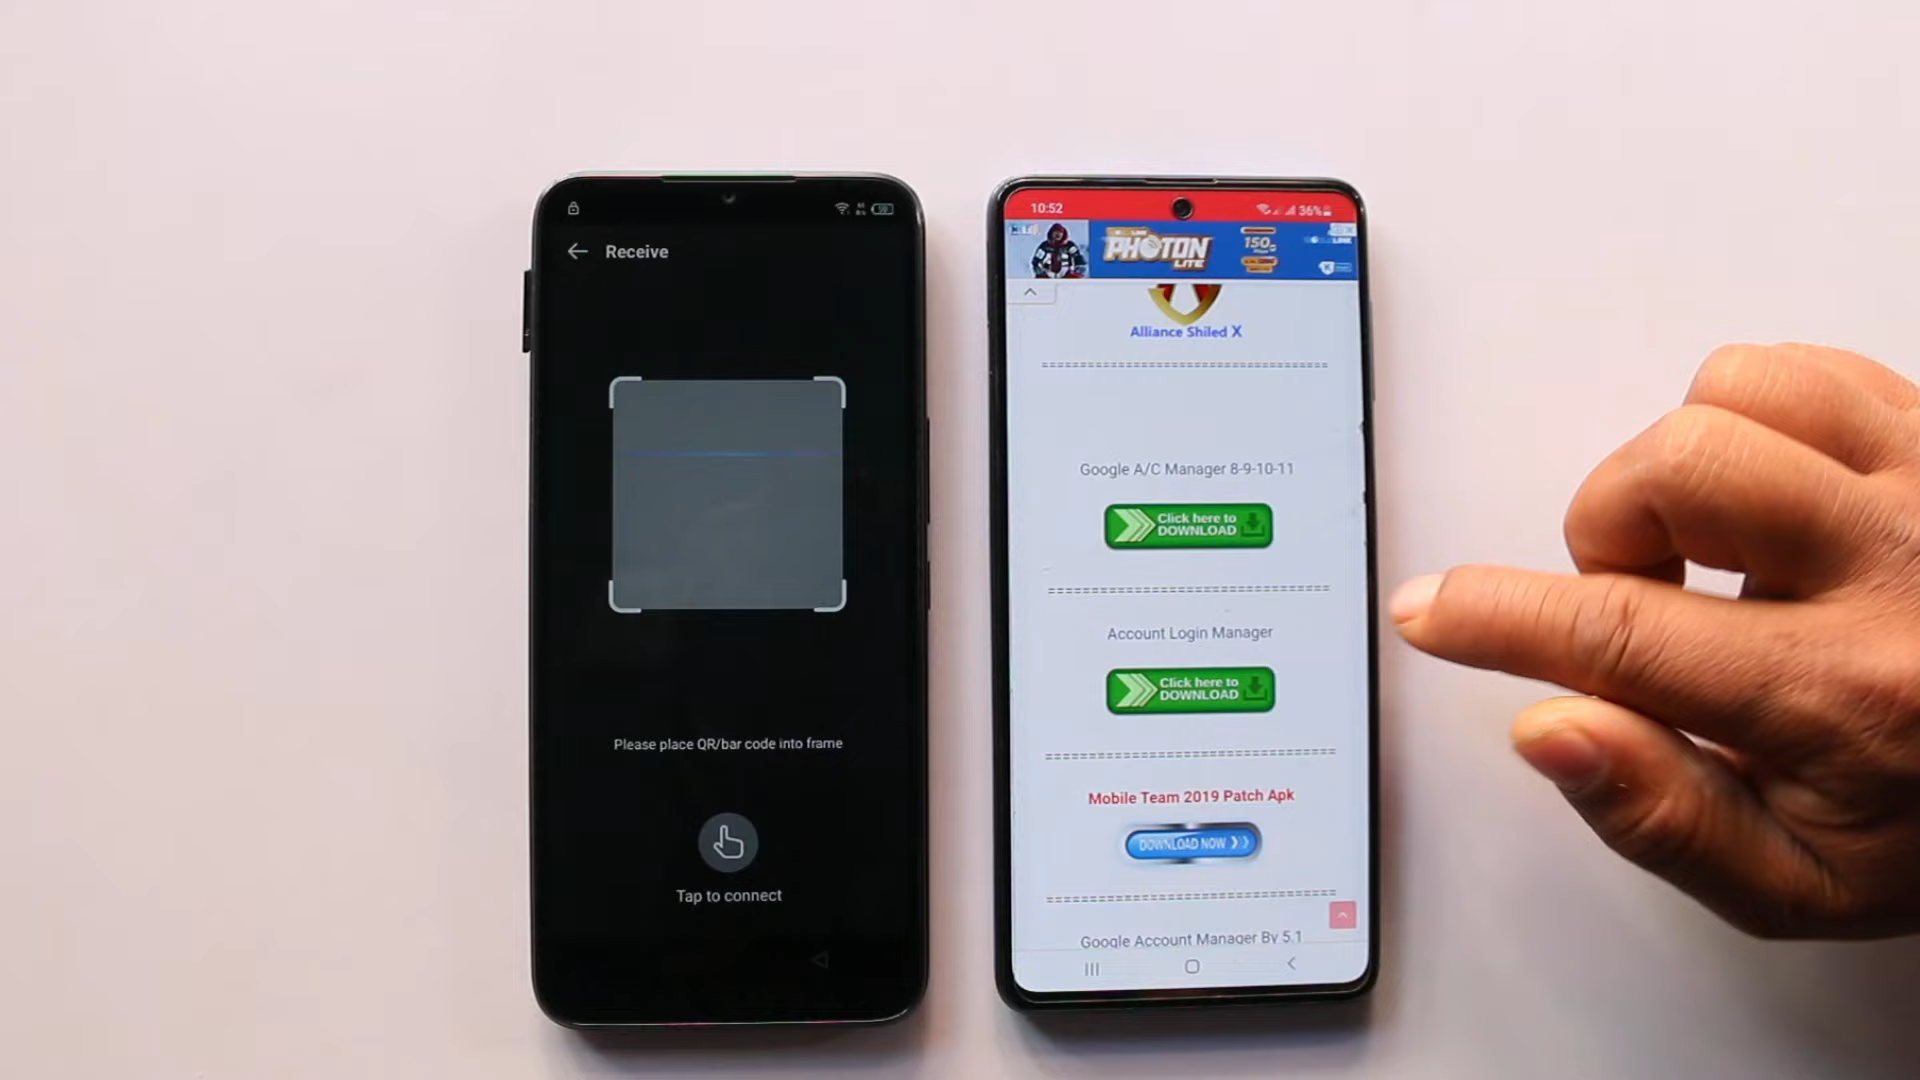 Receive
Please place QR/bar code into frame
Tap to connect
10:52
36%
PHOTON
LITE
150
Alliance Shiled X
Google A/C Manager 8-9-10-11
Click here to
DOWNLOAD
Account Login Manager
Click here to
DOWNLOAD
Mobile Team 2019 Patch Apk
DOWNLOAD NOW
Google Account Manager By 5.1